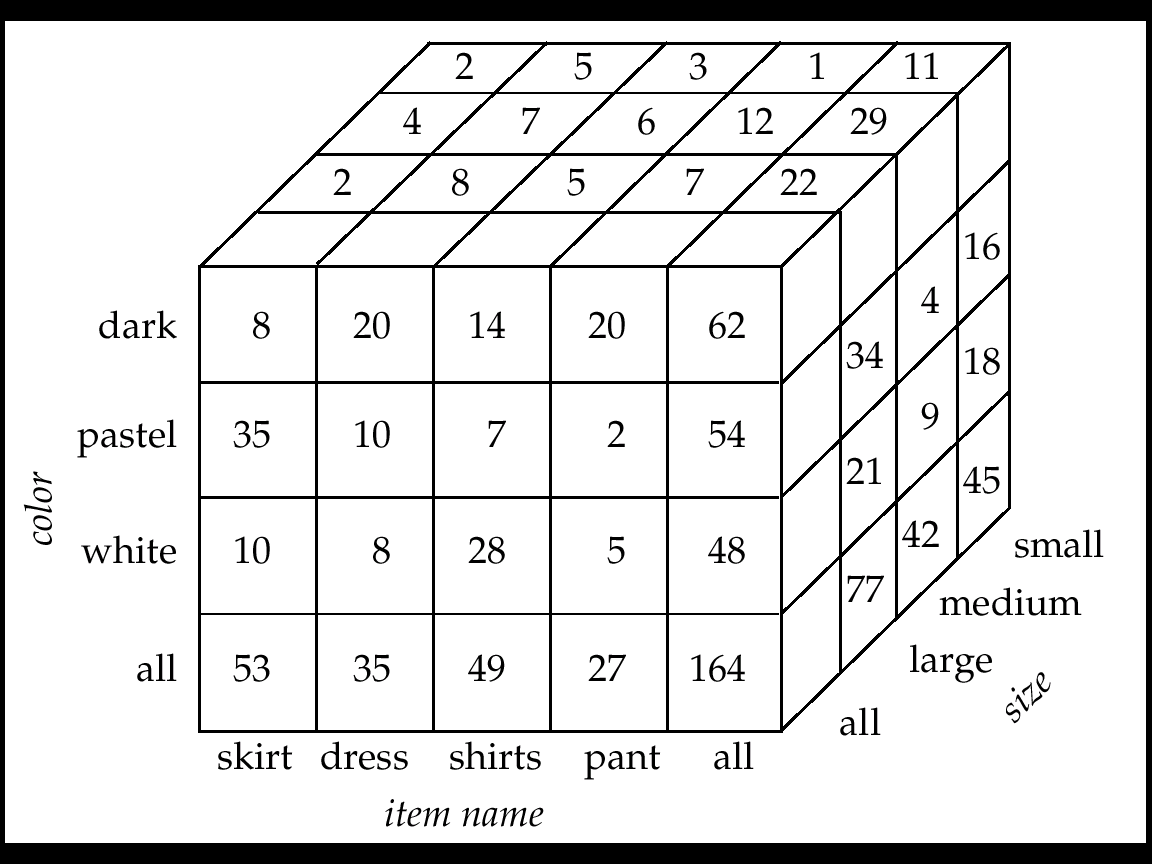 2 5 3 1 11
4 7 6 12 29
2 8 5 7 22
dark 8 20 14 20 62
pastel 35 10 7 2 54
white 10 8 28 5 48
all 53 35 49 27 164
16
4
34
18
9
21
45
42
77
color
small
medium
large
all
size
skirt dress shirts pant all
item name